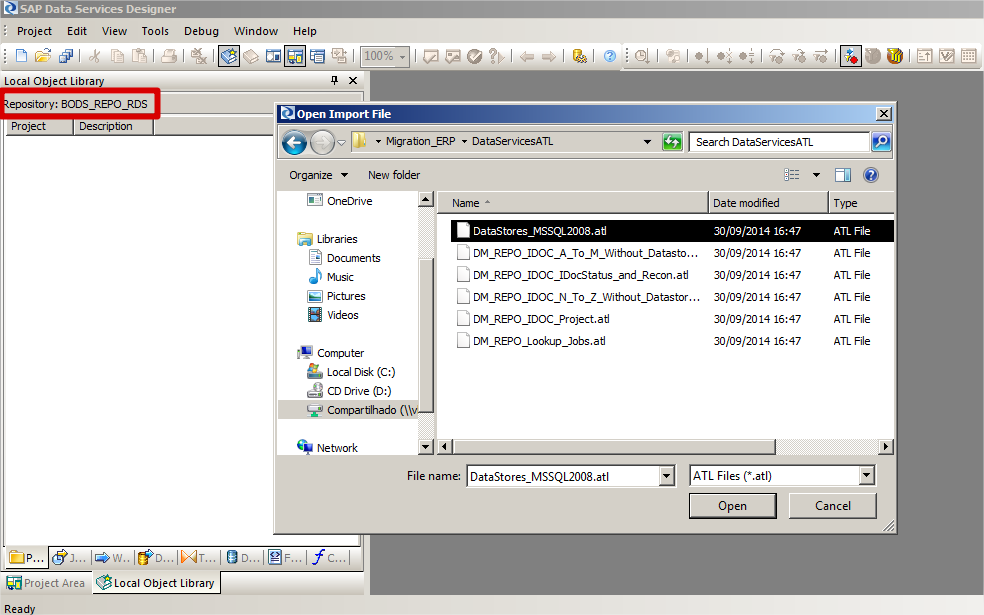 SAP Data Services Designer
Project Edit View Tools Debug Window Help
100%
Local Object Library
Repository: BODS_REPO_RDS
Project Description
Open Import File
Migration_ERP DataServicesATL
Search DataServicesATL
Organize New folder
OneDrive
Libraries
Documents
Music
Pictures
Videos
Computer
Local Disk (C:)
CD Drive (D:)
Compartilhado (\\v
Network
Name Date modified Type
DataStores_MSSQL2008.atl 30/09/2014 16:47 ATL File
DM_REPO_IDOC_A_To_M_Without_Datasto... 30/09/2014 16:47 ATL File
DM_REPO_IDOC_IDocStatus_and_Recon.atl 30/09/2014 16:47 ATL File
DM_REPO_IDOC_N_To_Z_Without_Datastor... 30/09/2014 16:47 ATL File
DM_REPO_IDOC_Project.atl 30/09/2014 16:47 ATL File
DM_REPO_Lookup_Jobs.atl 30/09/2014 16:47 ATL File
File name: DataStores_MSSQL2008.atl ATL Files (*.atl)
Open Cancel
P... J... W... D... T... D... F... C...
Project Area Local Object Library
Ready